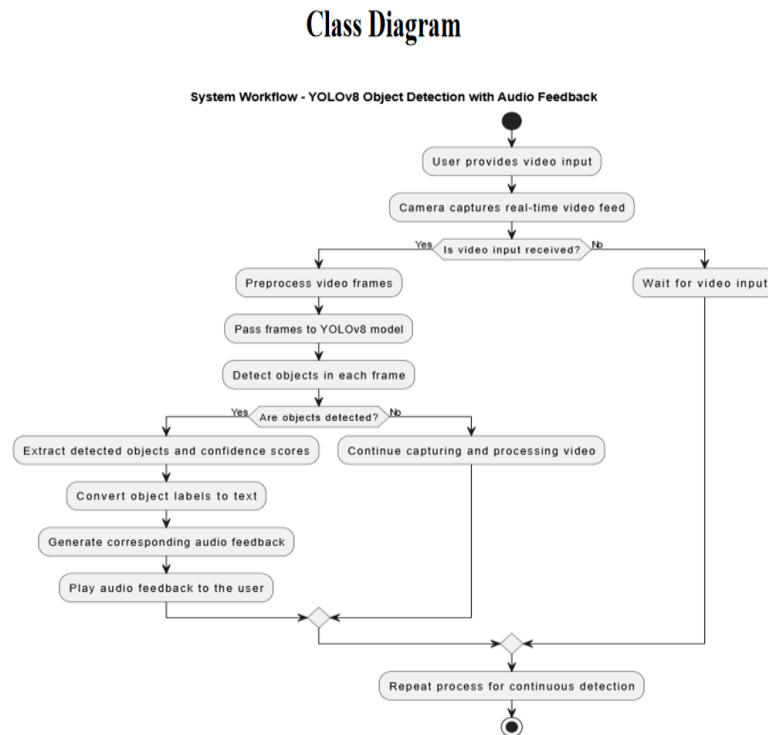 Class Diagram
System Workflow - YOLOv8 Object Detection with Audio Feedback
User provides video input
Camera captures real-time video feed
Yes
Is video input received?
No
Preprocess video frames
Wait for video input
Pass frames to YOLOv8 model
Detect objects in each frame
Yes
Are objects detected?
No
Extract detected objects and confidence scores
Continue capturing and processing video
Convert object labels to text
Generate corresponding audio feedback
Play audio feedback to the user
Repeat process for continuous detection